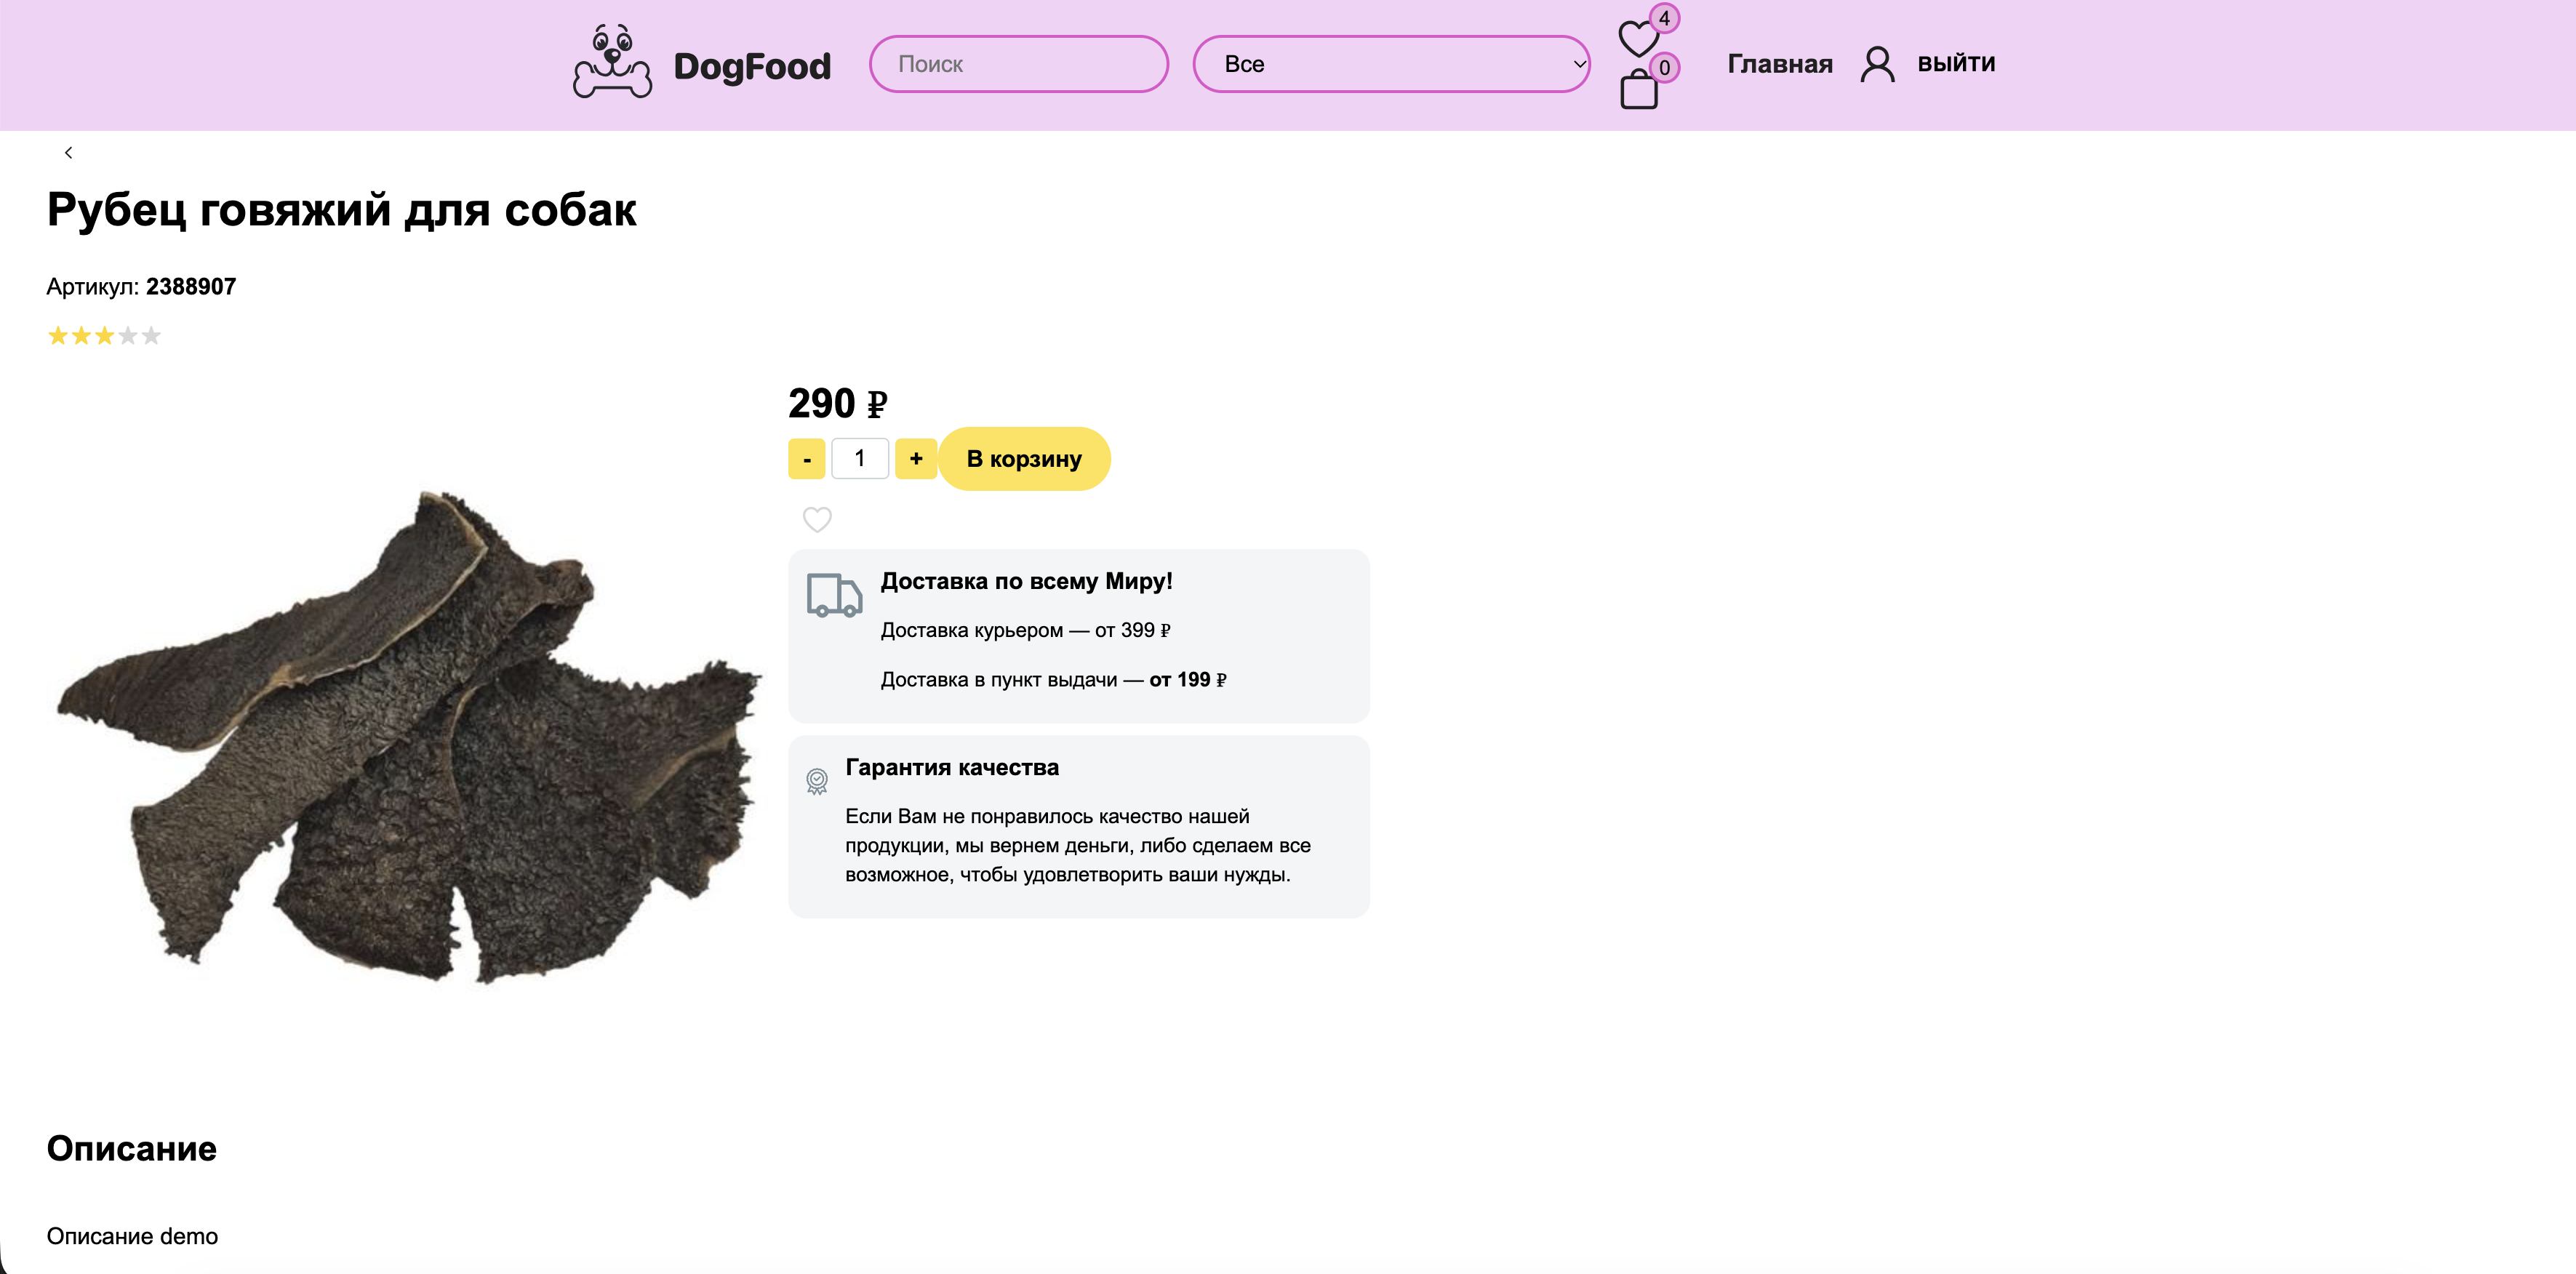 DogFood
Поиск
Все
4
0
Главная
выйти
Рубец говяжий для собак
Артикул: 2388907
290 ₽
- 1 + В корзину
Доставка по всему Миру!
Доставка курьером — от 399 ₽
Доставка в пункт выдачи — от 199 ₽
Гарантия качества
Если Вам не понравилось качество нашей
продукции, мы вернем деньги, либо сделаем все
возможное, чтобы удовлетворить ваши нужды.
Описание
Описание demo